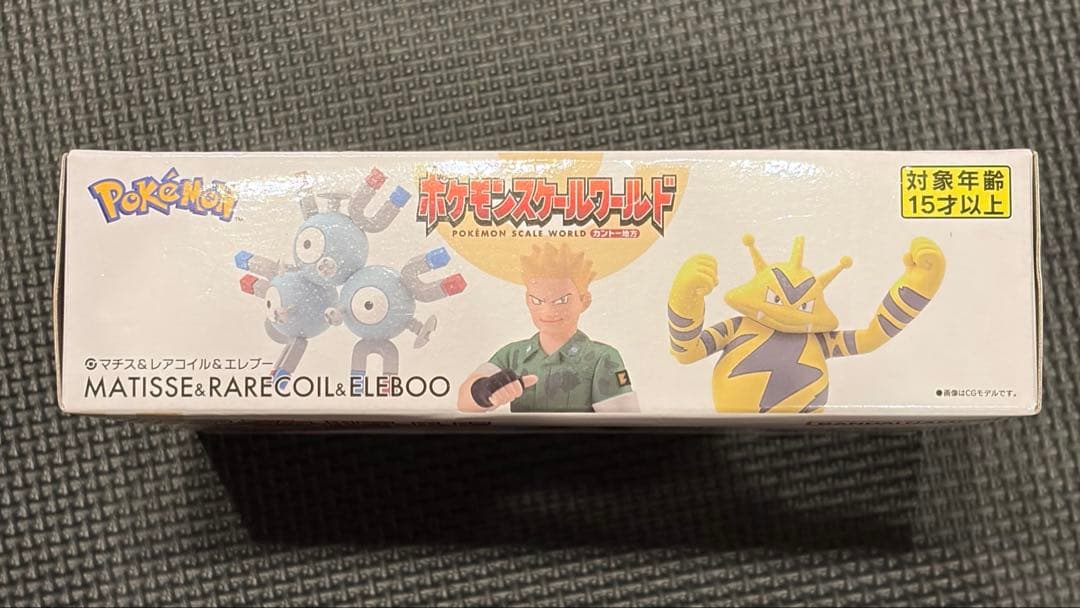 POKéMON
TM
ポケモンスケールワールド
POKÉMON SCALE WORLD カントー地方
対象年齢
15才以上
マチス&レアコイル&エレブー
MATISSE&RARECOIL&ELEBOO
●画像はCGモデルです。